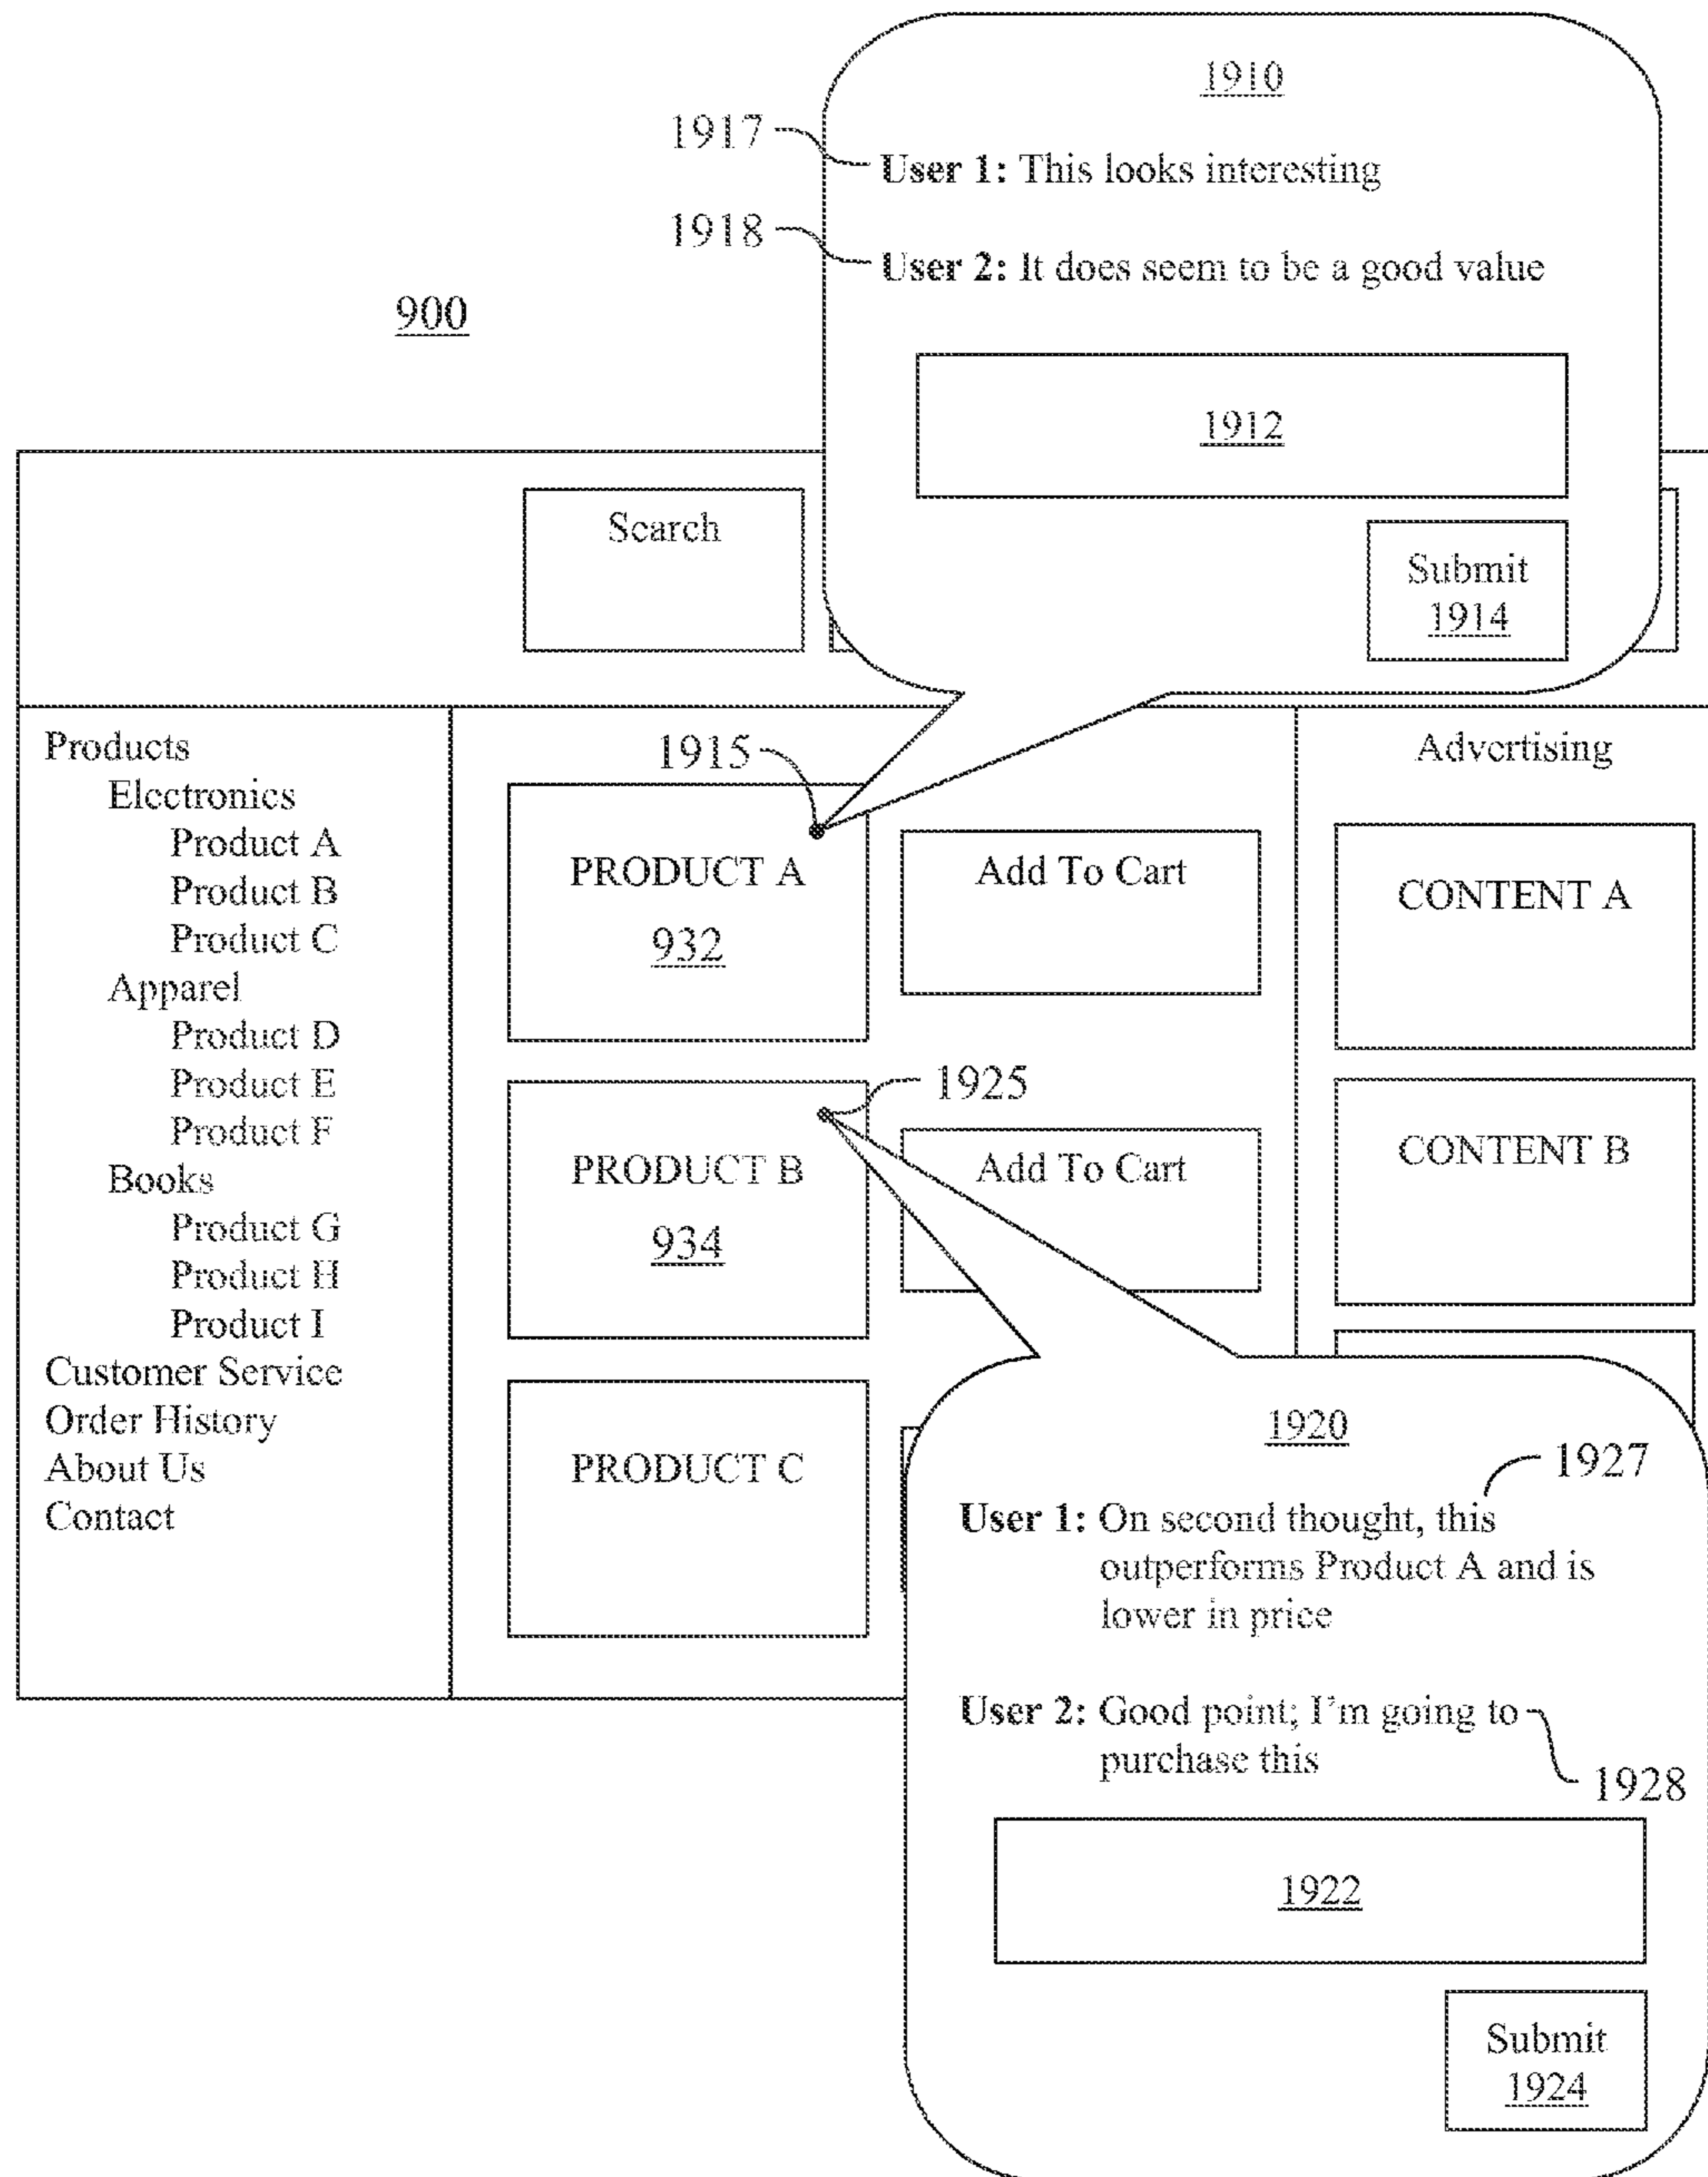 1910
1917
User 1: This looks interesting
1918
User 2: It does seem to be a good value
900
1912
Search
Submit
1914
Products
Electronics
Product A
Product B
Product C
Apparel
Product D
Product E
Product F
Books
Product G
Product H
Product I
Customer Service
Order History
About Us
Contact
1915
PRODUCT A
932
Add To Cart
1925
PRODUCT B
934
Add To Cart
PRODUCT C
Advertising
CONTENT A
CONTENT B
1920
1927
User 1: On second thought, this
outperforms Product A and is
lower in price
User 2: Good point; I'm going to
purchase this
1928
1922
Submit
1924